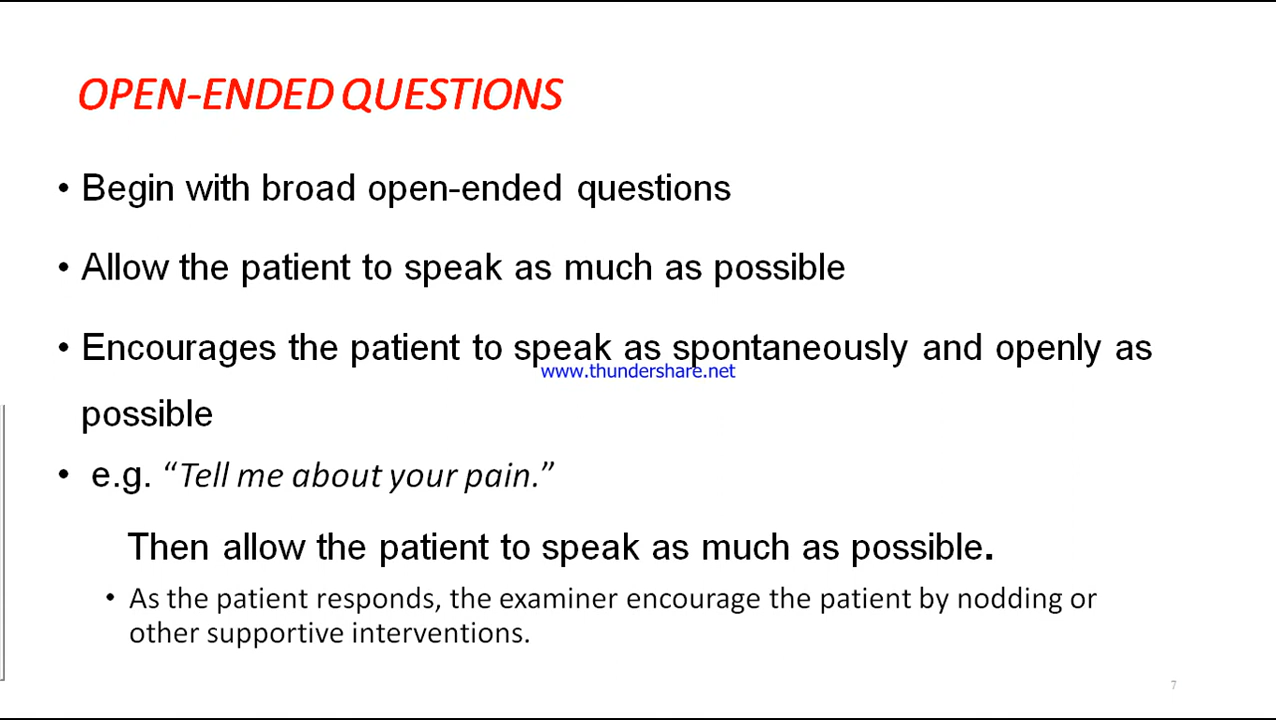 OPEN-ENDED QUESTIONS
• Begin with broad open-ended questions
• Allow the patient to speak as much as possible
• Encourages the patient to speak as spontaneously and openly as
www.thundershare.net
possible
• e.g. “Tell me about your pain.”
Then allow the patient to speak as much as possible.
• As the patient responds, the examiner encourage the patient by nodding or
other supportive interventions.
7